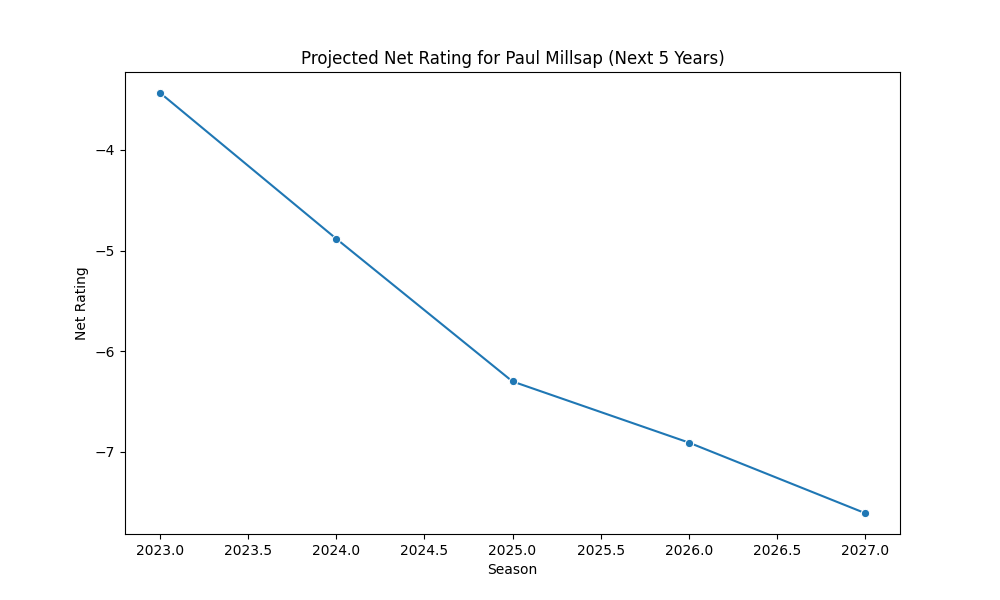 Projected Net Rating for Paul Millsap (Next 5 Years)
−4
−5
−6
−7
Net Rating
2023.0 2023.5 2024.0 2024.5 2025.0 2025.5 2026.0 2026.5 2027.0
Season